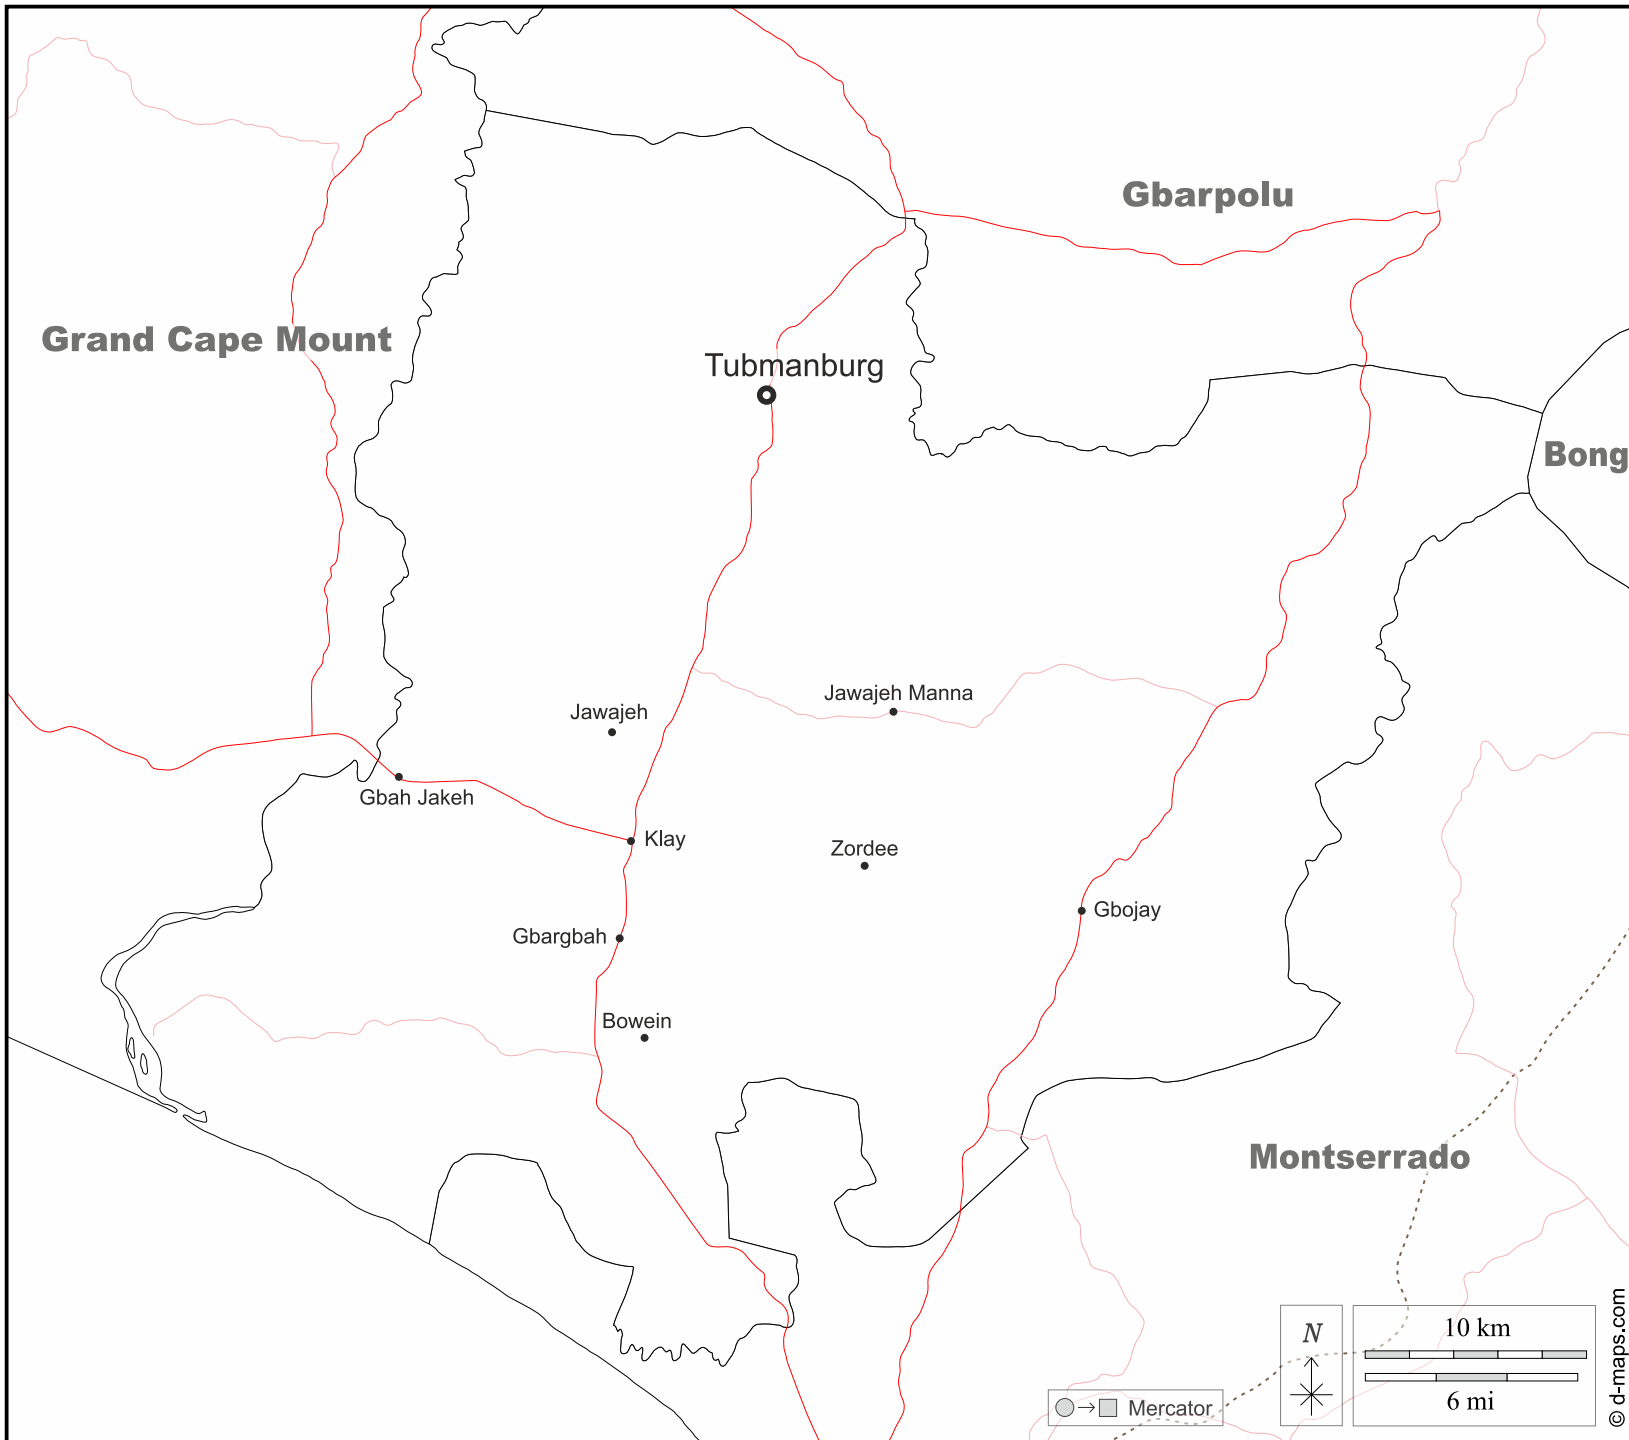 Gbarpolu
Grand Cape Mount
Tubmanburg
Bong
Jawajeh Manna
Jawajeh
Gbah Jakeh
Klay
Zordee
Gbojay
Gbargbah
Bowein
Montserrado
N
10 km
6 mi
Mercator
© d-maps.com